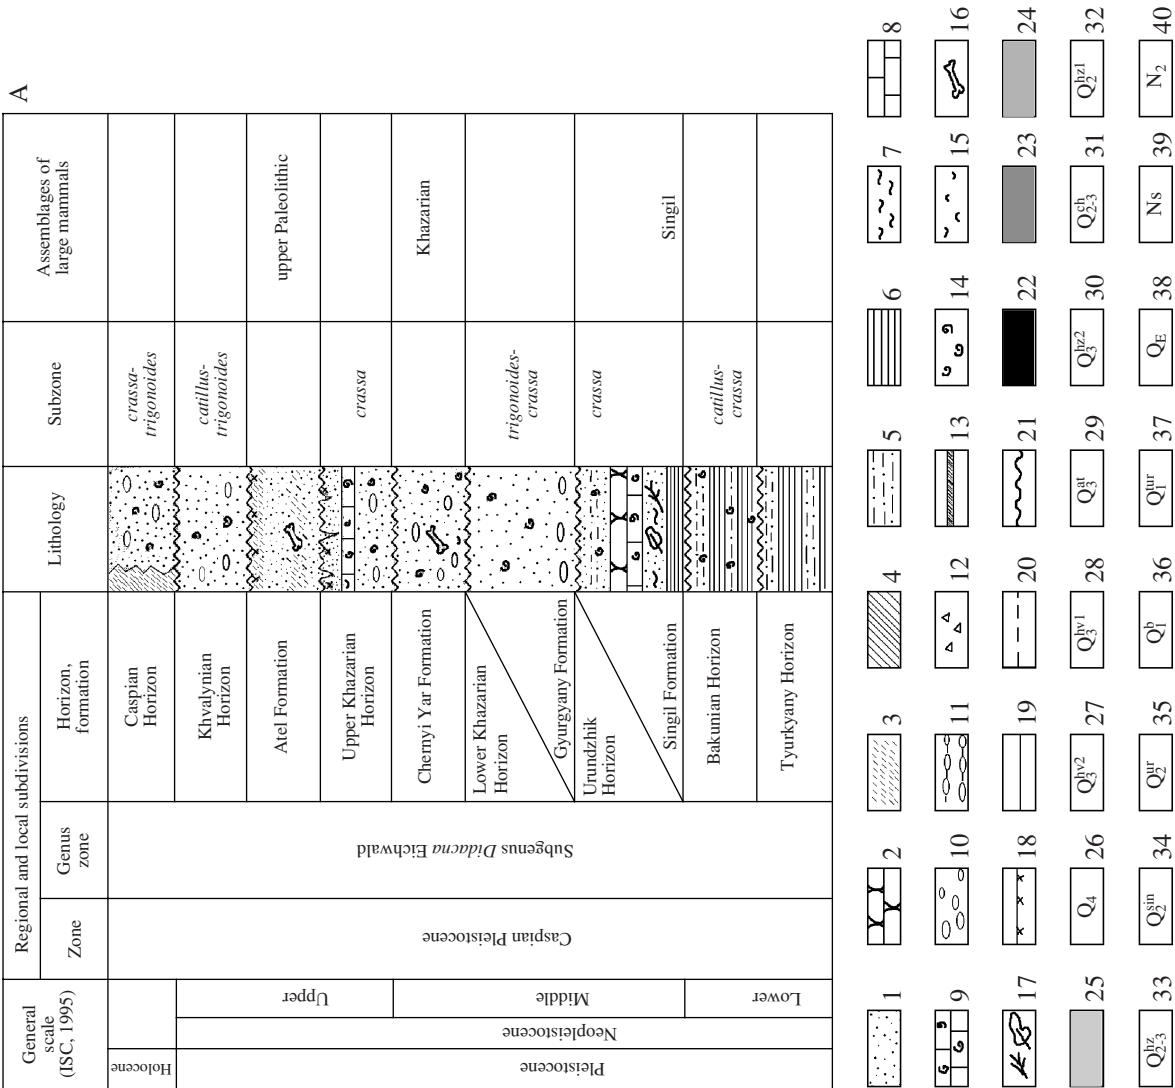 A
General
scale
(ISC, 1995)
Regional and local subdivisions
Zone
Genus
zone
Horizon,
formation
Lithology
Subzone
Assemblages of
large mammals
Holocene
Pleistocene
Neopleistocene
Upper
Middle
Lower
Caspian Pleistocene
Subgenus Didacna Eichwald
Caspian
Horizon
crassa-
trigonoides
Khvalynian
Horizon
catillus-
trigonoides
Atel Formation
upper Paleolithic
Upper Khazarian
Horizon
crassa
Chernyi Yar Formation
Khazarian
Lower Khazarian
Horizon
Gyurgyany Formation
trigonoides-
crassa
Urundzhik
Horizon
Singil Formation
crassa
Singil
Bakunian Horizon
catillus-
crassa
Tyurkyany Horizon
1 2 3 4 5 6 7 8
9 10 11 12 13 14 15 16
17 18 19 20 21 22 23 24
25 Q₄ 26 Q₃ʰᵛ² 27 Q₃ʰᵛ¹ 28 Q₃ᵃᵗ 29 Q₃ʰᶻ² 30 Q₂₋₃ᶜʰ 31 Q₂ʰᶻ¹ 32
Q₂₋₃ʰᶻ 33 Q₂ˢⁱⁿ 34 Q₂ᵘʳ 35 Q₁ᵇ 36 Q₁ᵗᵘʳ 37 Q_E 38 Ns 39 N₂ 40